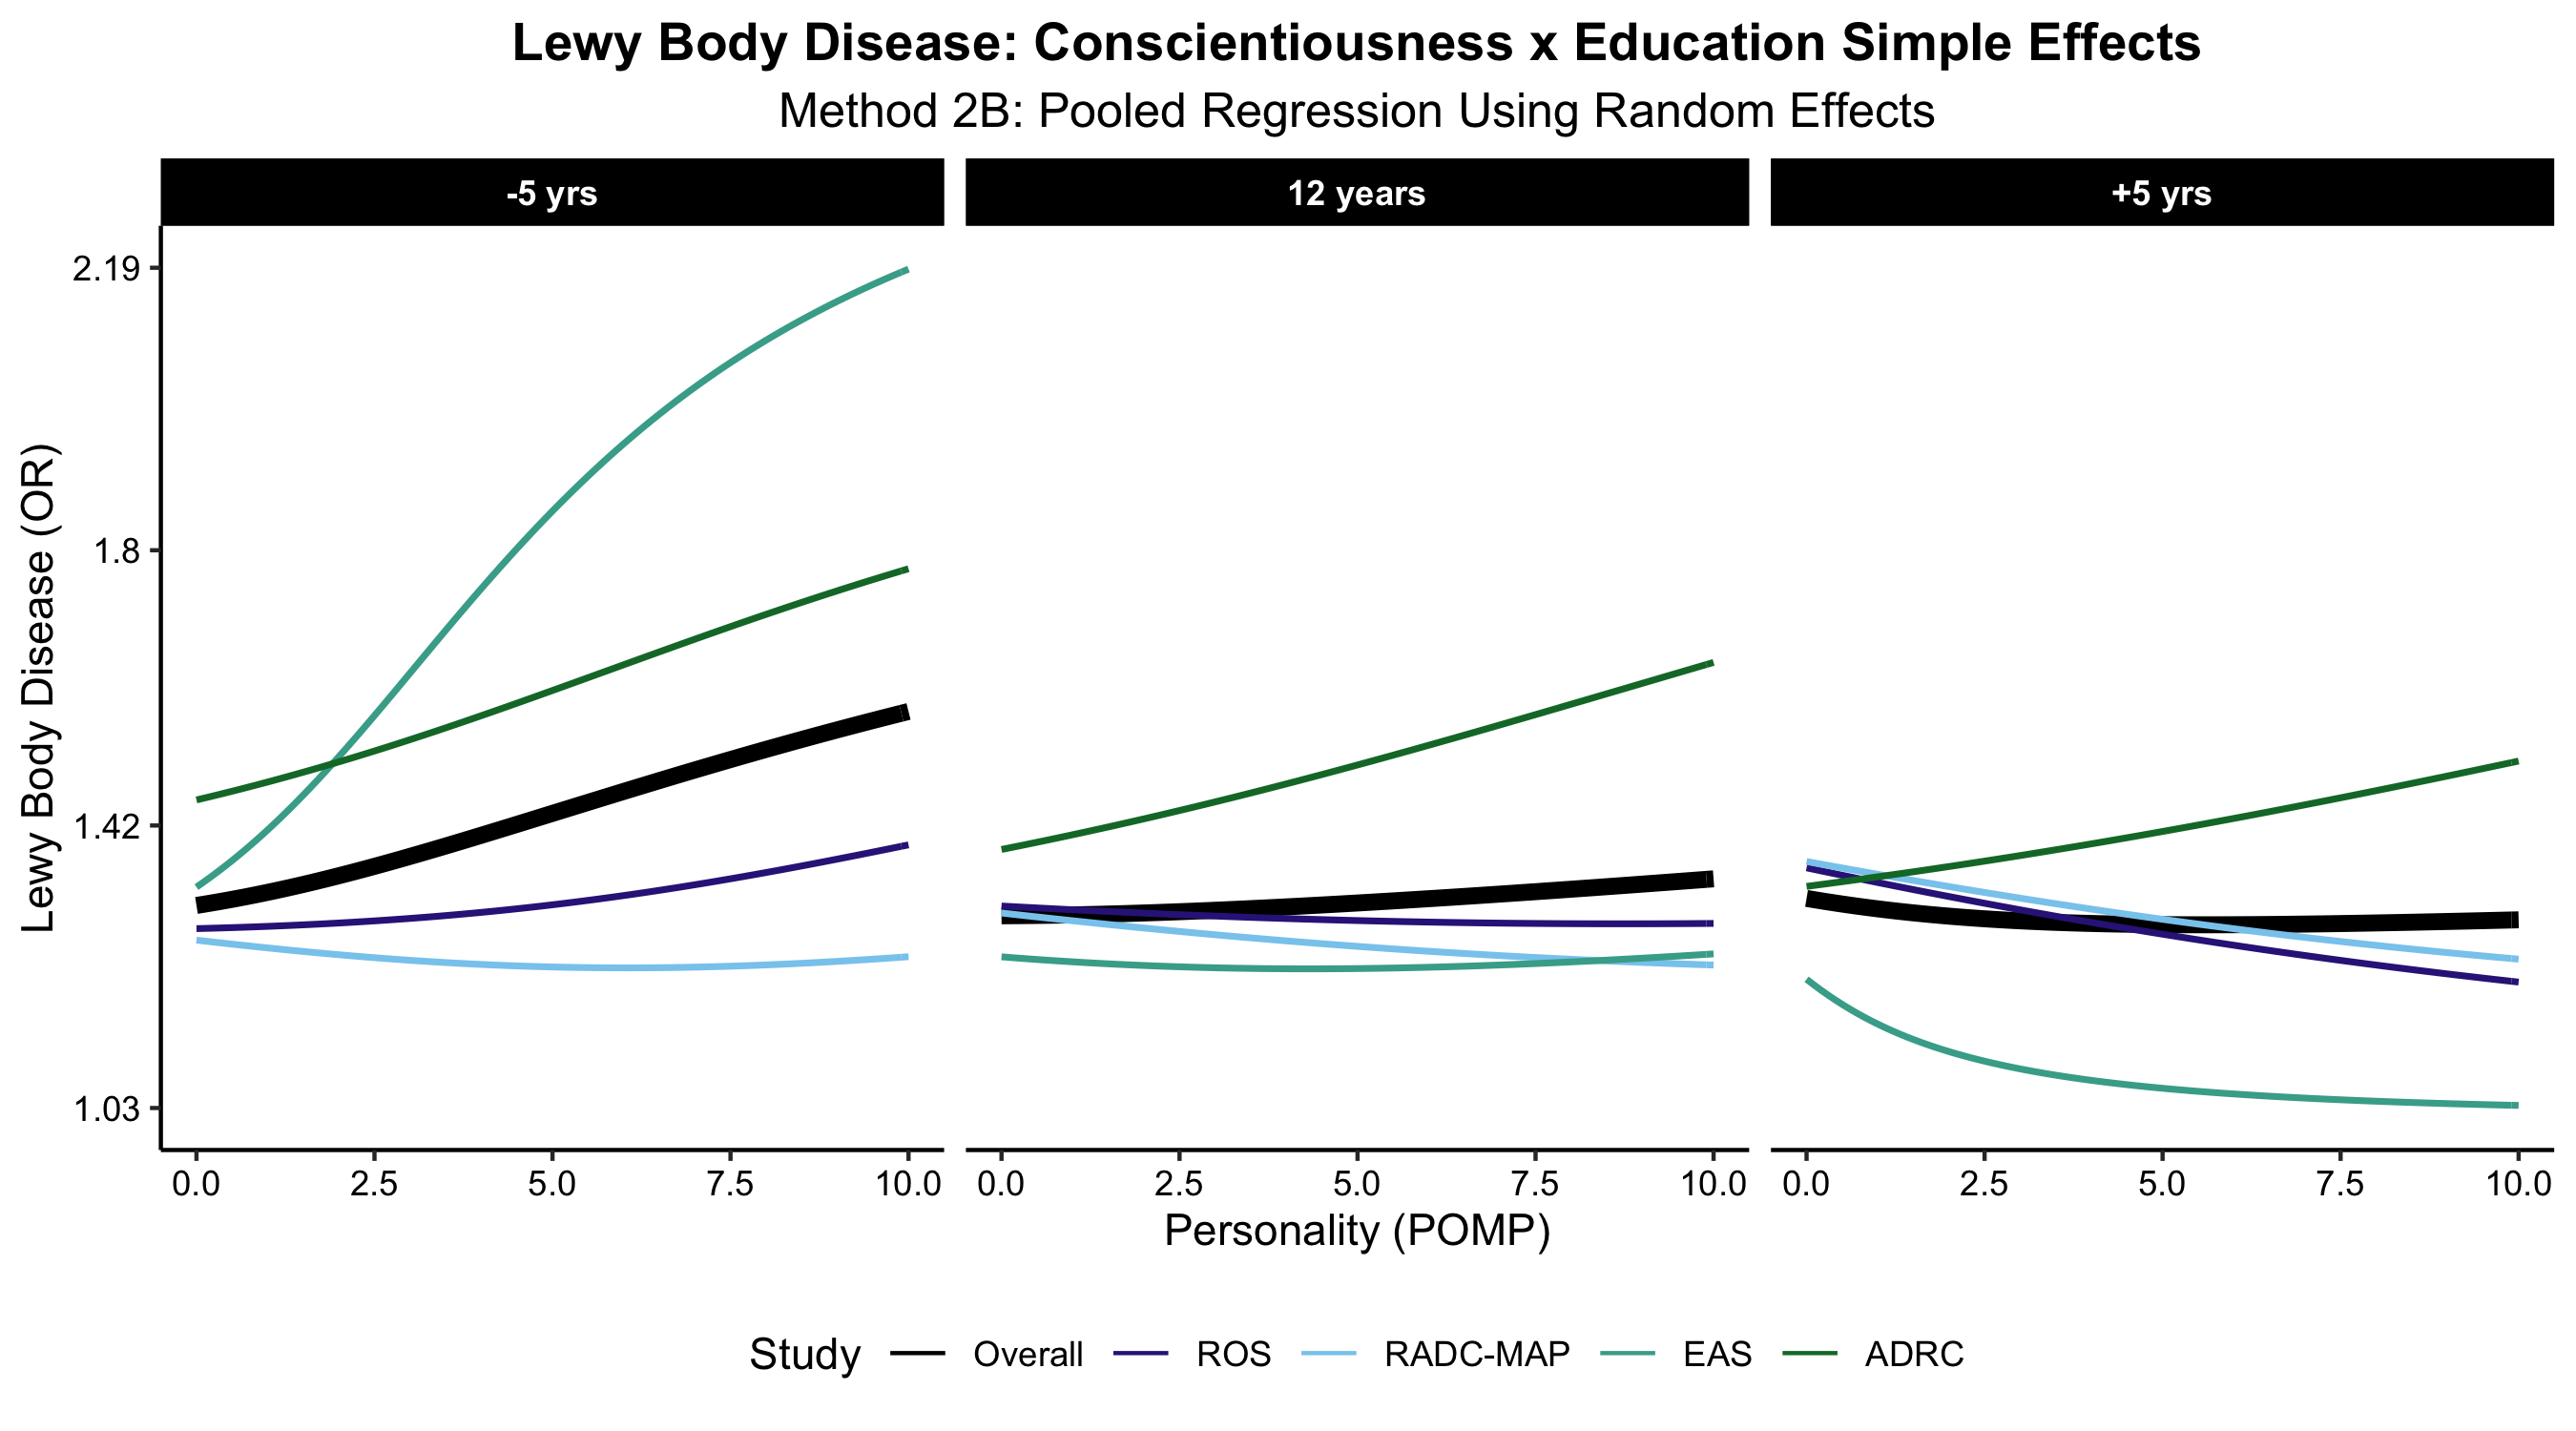 Lewy Body Disease: Conscientiousness x Education Simple Effects
Method 2B: Pooled Regression Using Random Effects
-5 yrs
12 years
+5 yrs
Lewy Body Disease (OR)
2.19
1.8
1.42
1.03
0.0 2.5 5.0 7.5 10.0
0.0 2.5 5.0 7.5 10.0
0.0 2.5 5.0 7.5 10.0
Personality (POMP)
Study Overall ROS RADC-MAP EAS ADRC